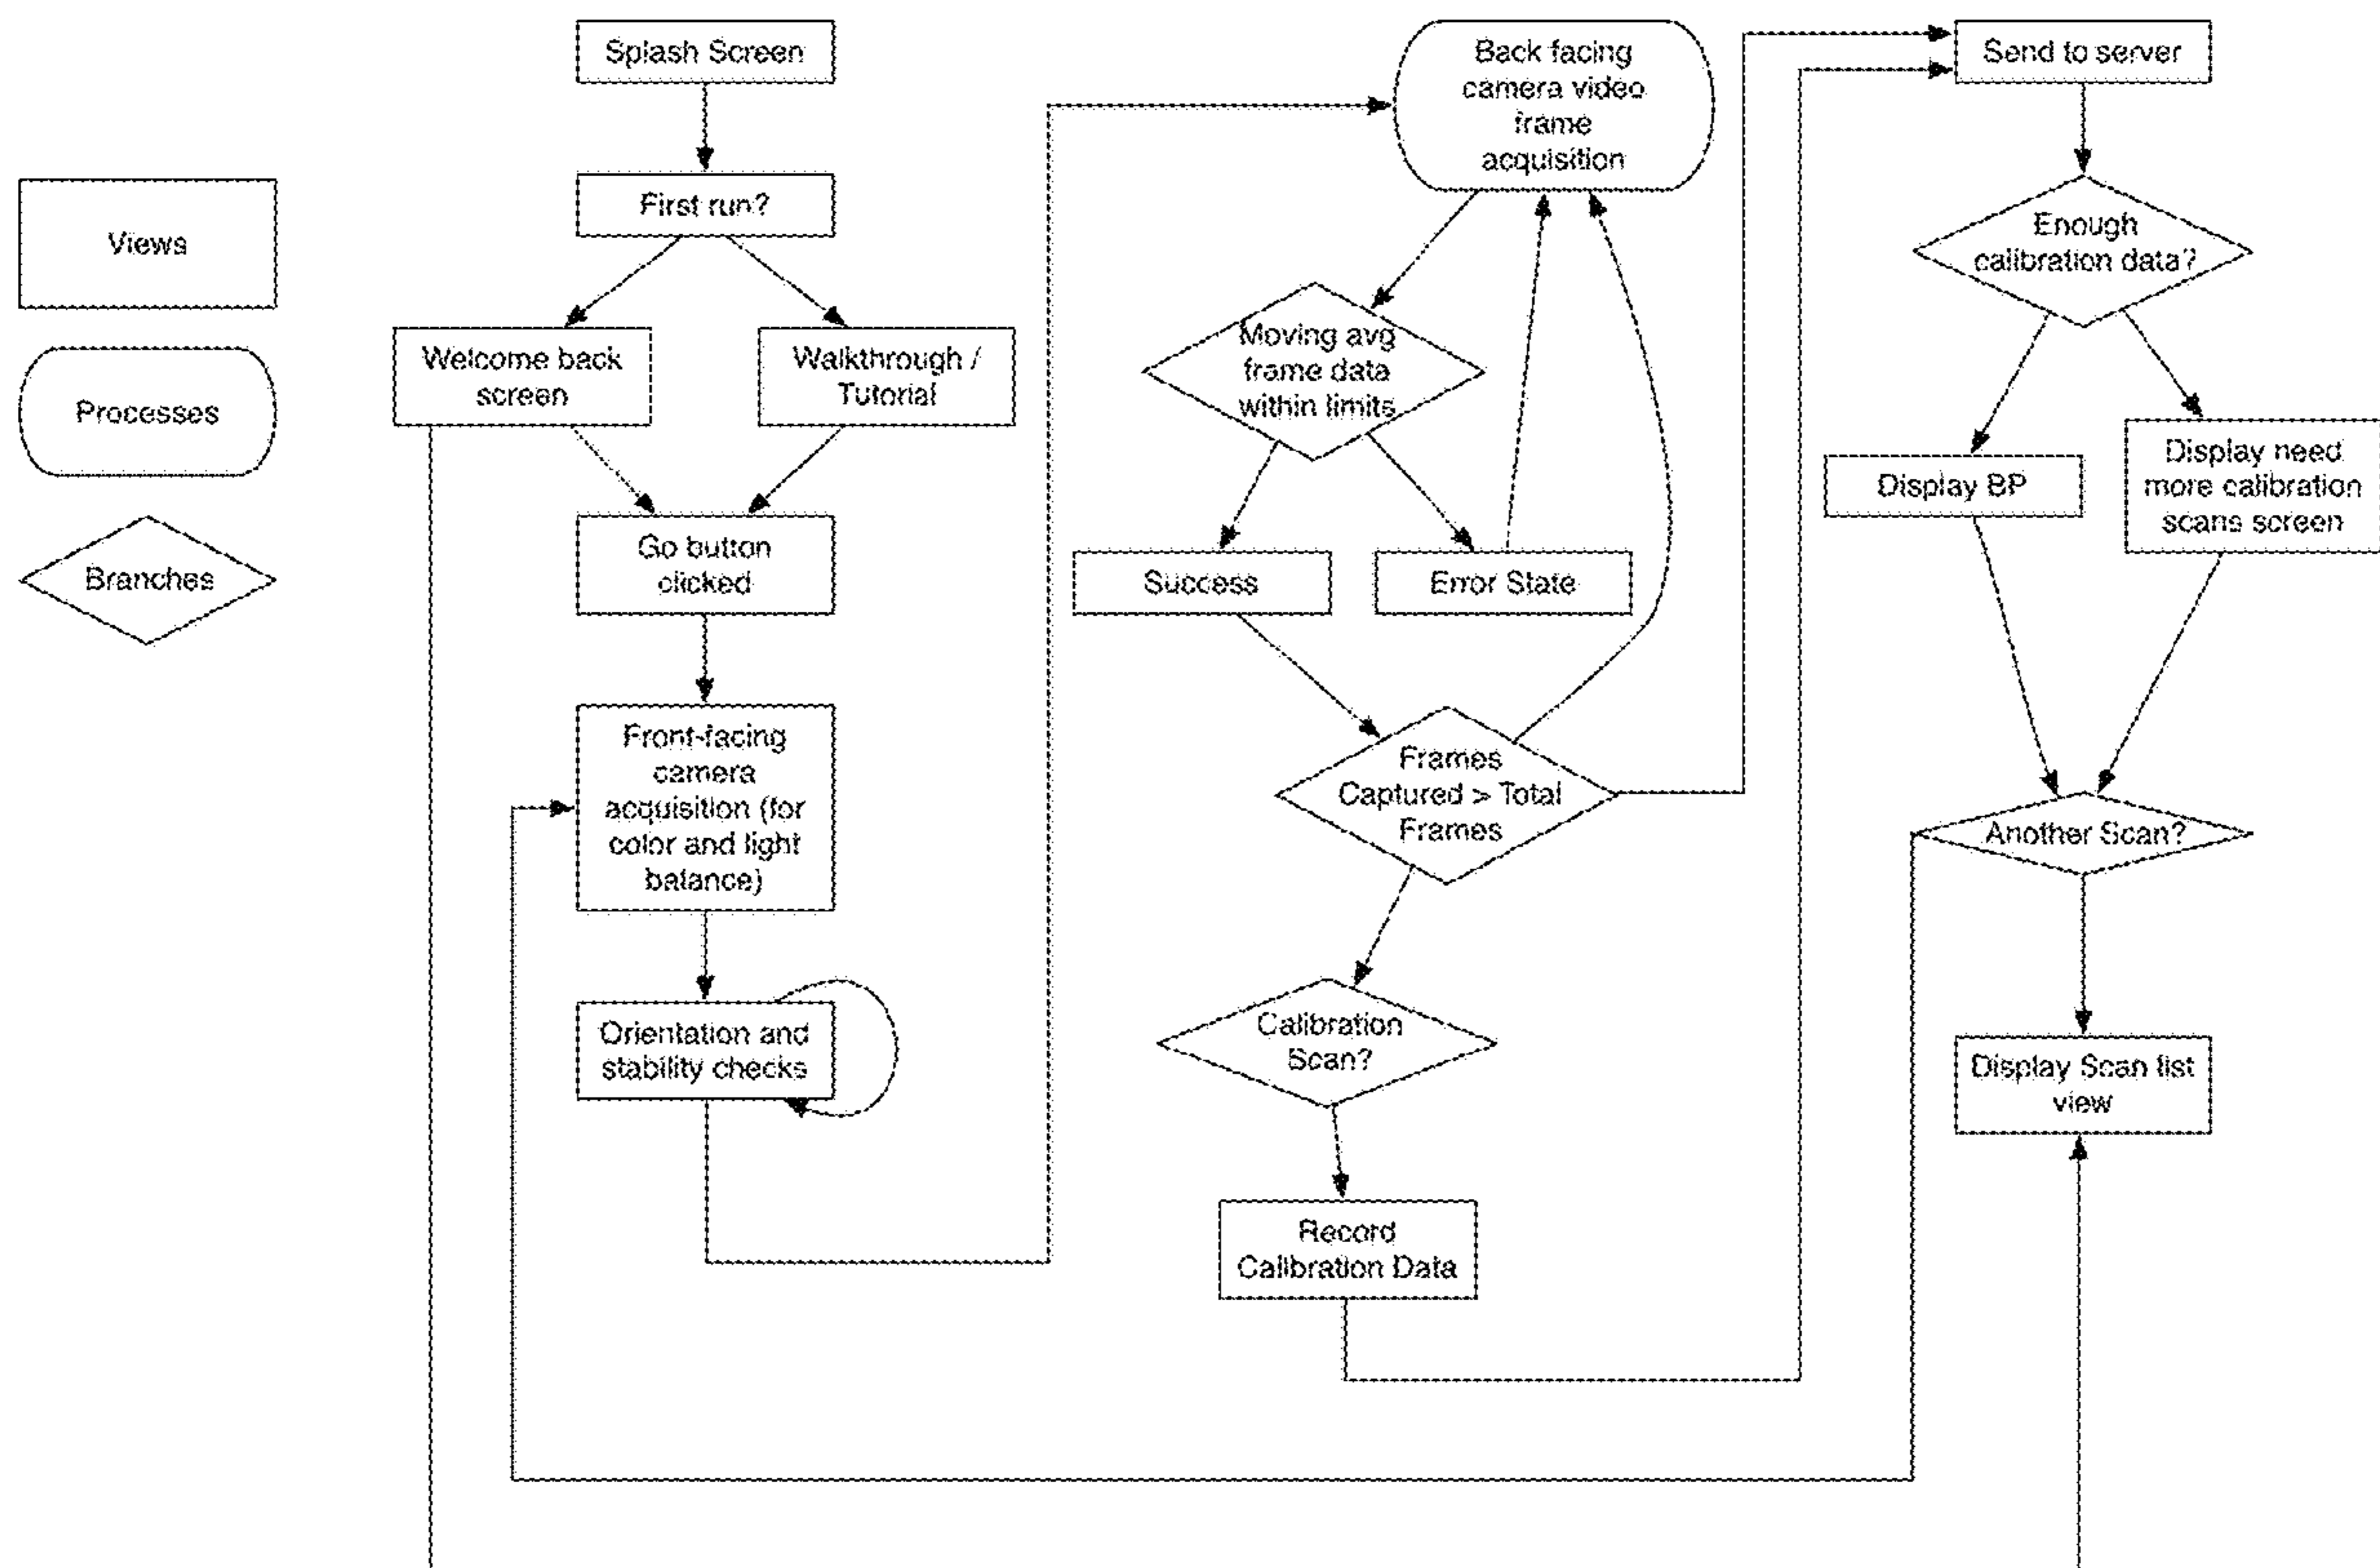 Views
Processes
Branches
Splash Screen
First run?
Welcome back
screen
Walkthrough /
Tutorial
Go button
clicked
Front-facing
camera
acquisition (for
color and light
balance)
Orientation and
stability checks
Back facing
camera video
frame
acquisition
Moving avg
frame data
within limits
Success
Error State
Frames
Captured > Total
Frames
Calibration
Scan?
Record
Calibration Data
Send to server
Enough
calibration data?
Display BP
Display need
more calibration
scans screen
Another Scan?
Display Scan list
view